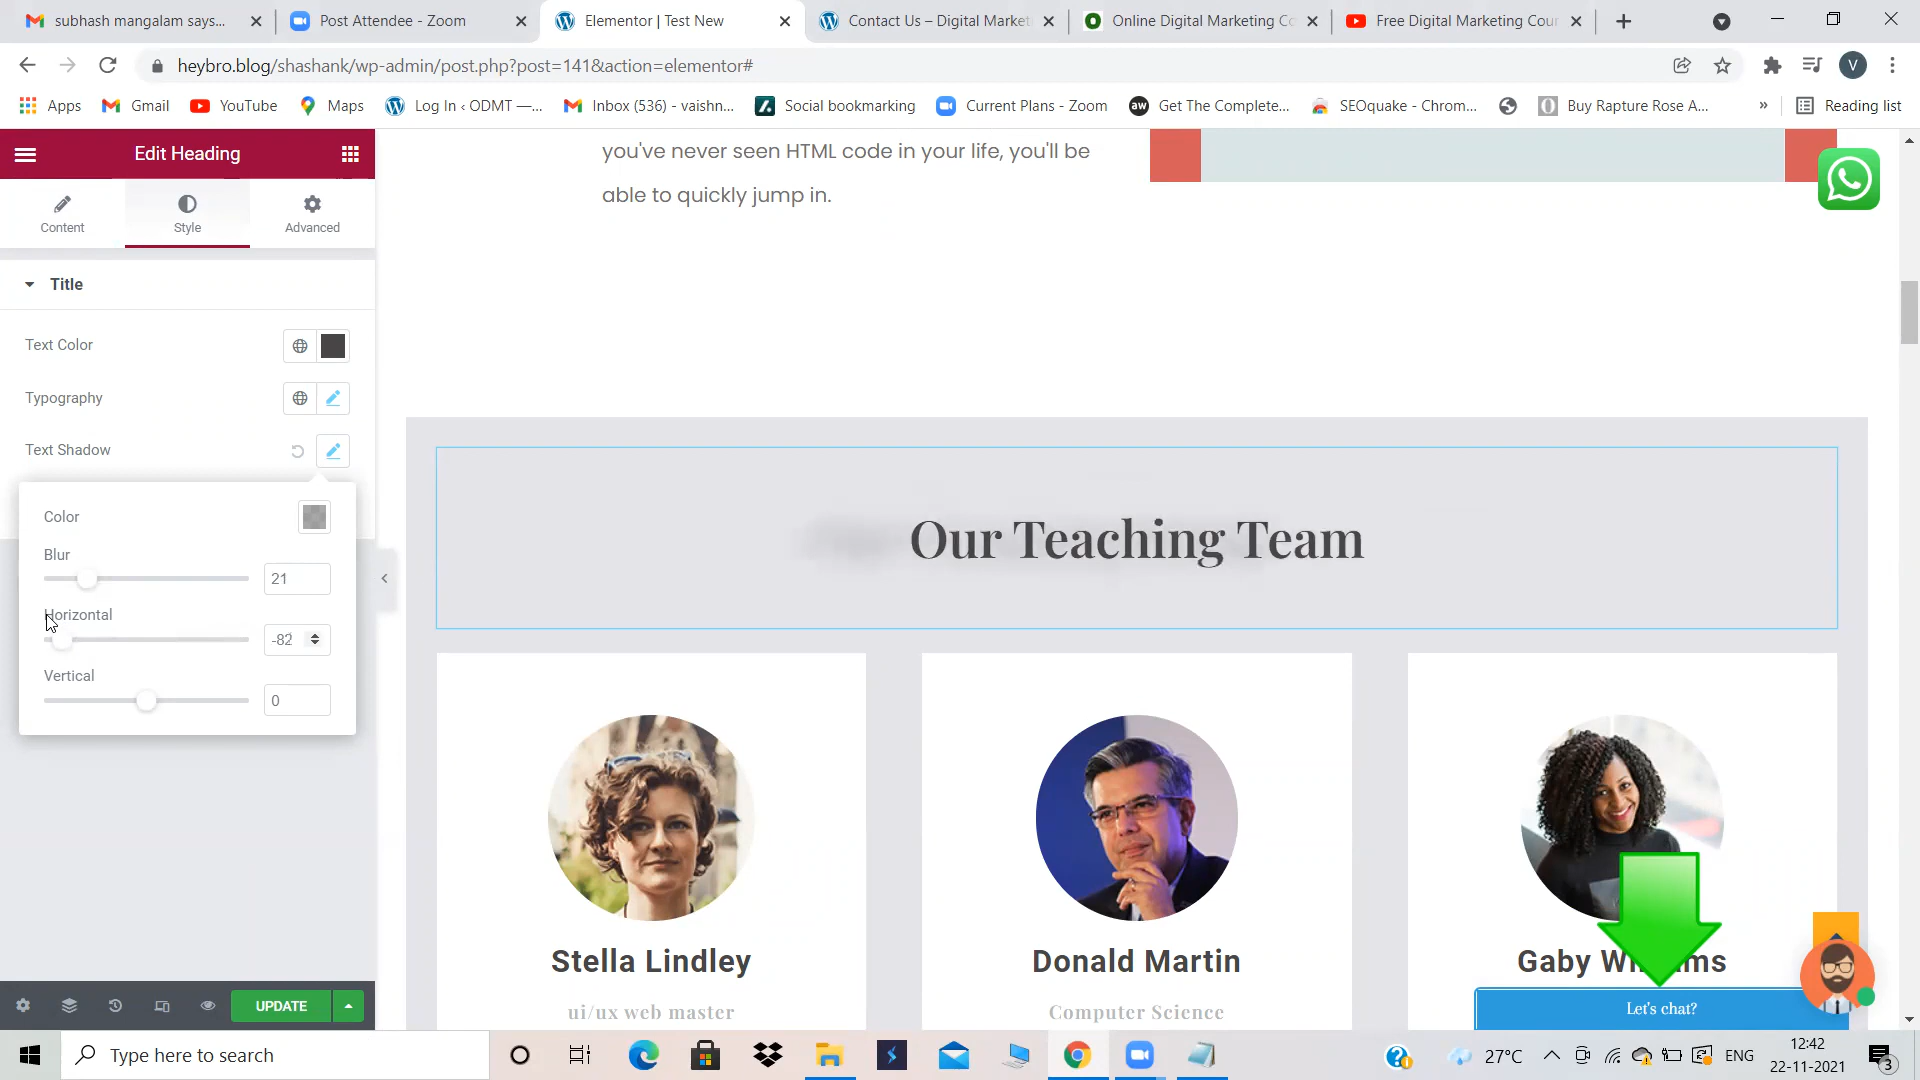 subhash mangalam says...
Post Attendee - Zoom
Elementor | Test New
Contact Us – Digital Market
Online Digital Marketing Co
Free Digital Marketing Cour
heybro.blog/shashank/wp-admin/post.php?post=141&action=elementor#
V
Apps
Gmail
YouTube
Maps
Log In ‹ ODMT —...
Inbox (536) - vaishn...
Social bookmarking
Current Plans - Zoom
aw
Get The Complete...
SEOquake - Chrom...
Buy Rapture Rose A...
»
Reading list
Edit Heading
Content
Style
Advanced
Title
Text Color
Typography
Text Shadow
Color
Blur
21
Horizontal
-82
Vertical
0
UPDATE
you've never seen HTML code in your life, you'll be
able to quickly jump in.
Our Teaching Team
Stella Lindley
ui/ux web master
Donald Martin
Computer Science
Let's chat?
Type here to search
27°C
ENG
12:42
22-11-2021
3